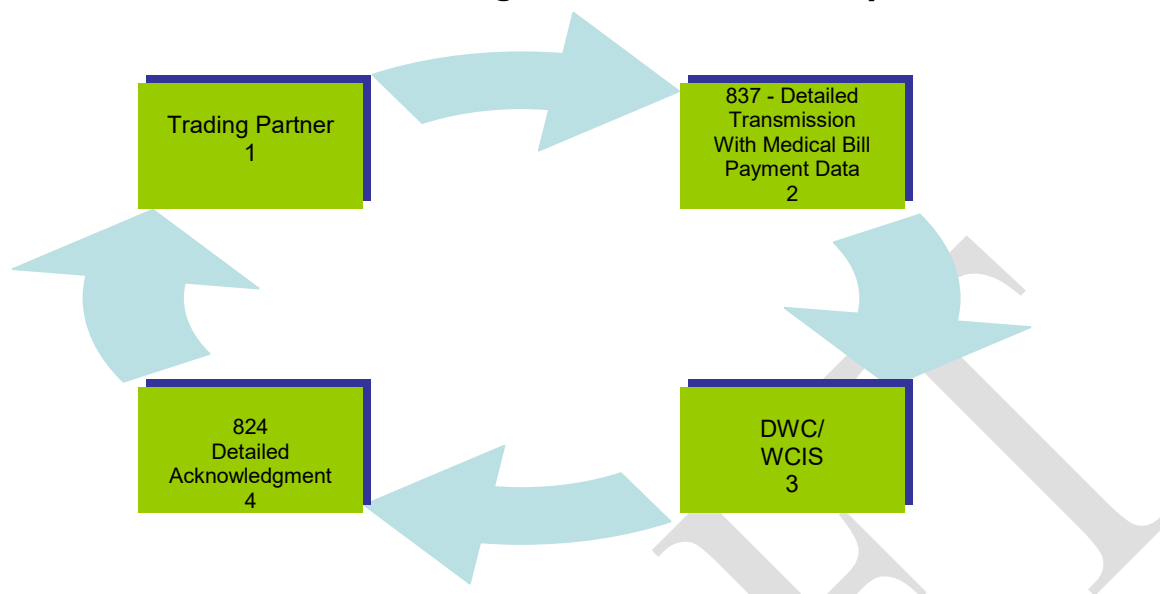 Trading Partner
1
837 - Detailed
Transmission
With Medical Bill
Payment Data
2
824
Detailed
Acknowledgment
4
DWC/
WCIS
3